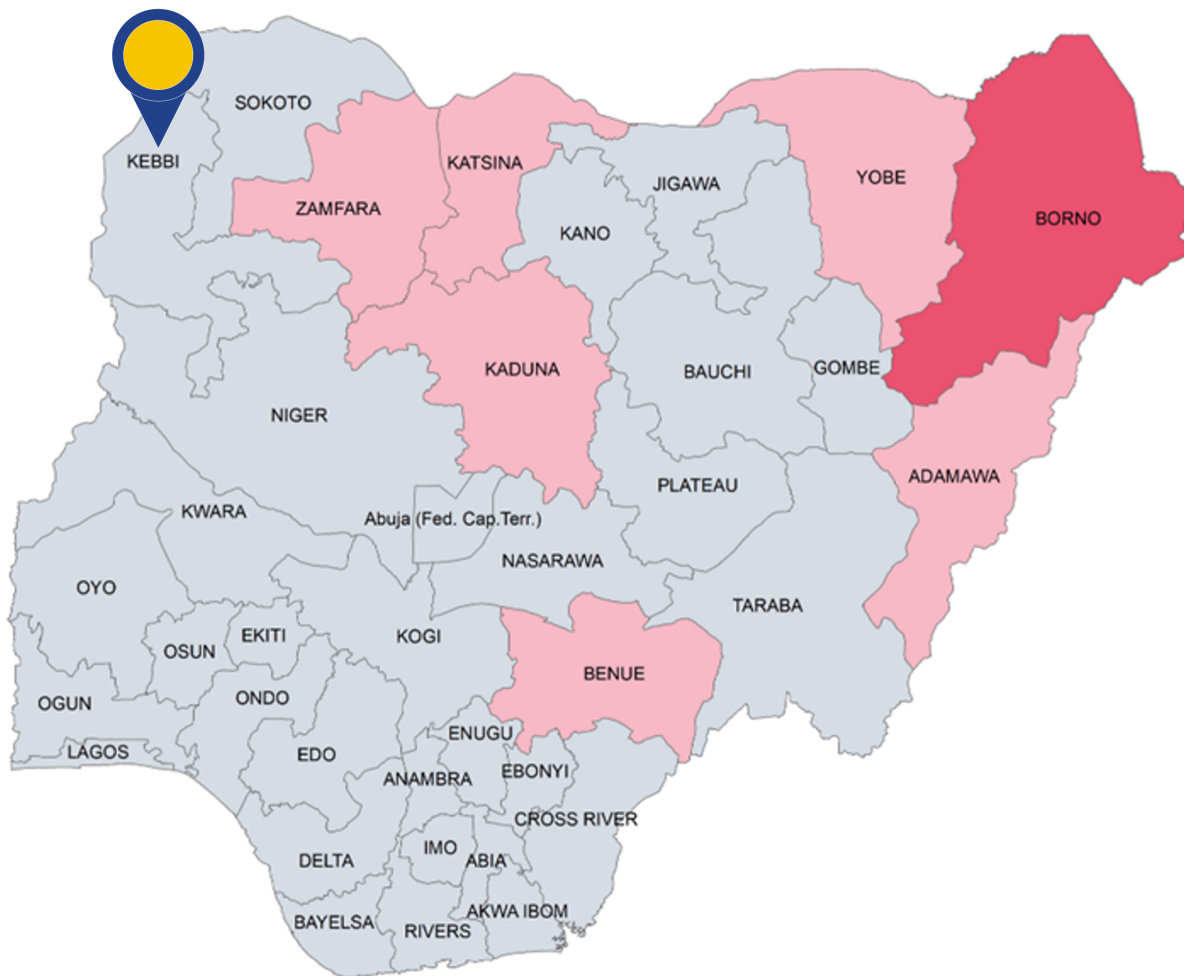 SOKOTO
KEBBI
KATSINA
ZAMFARA
JIGAWA
YOBE
KANO
BORNO
KADUNA
BAUCHI
GOMBE
NIGER
ADAMAWA
PLATEAU
KWARA
Abuja (Fed. Cap.Terr.)
NASARAWA
OYO
TARABA
EKITI
KOGI
OSUN
BENUE
ONDO
OGUN
ENUGU
LAGOS
EDO
EBONYI
ANAMBRA
CROSS RIVER
IMO
ABIA
DELTA
AKWA IBOM
BAYELSA
RIVERS